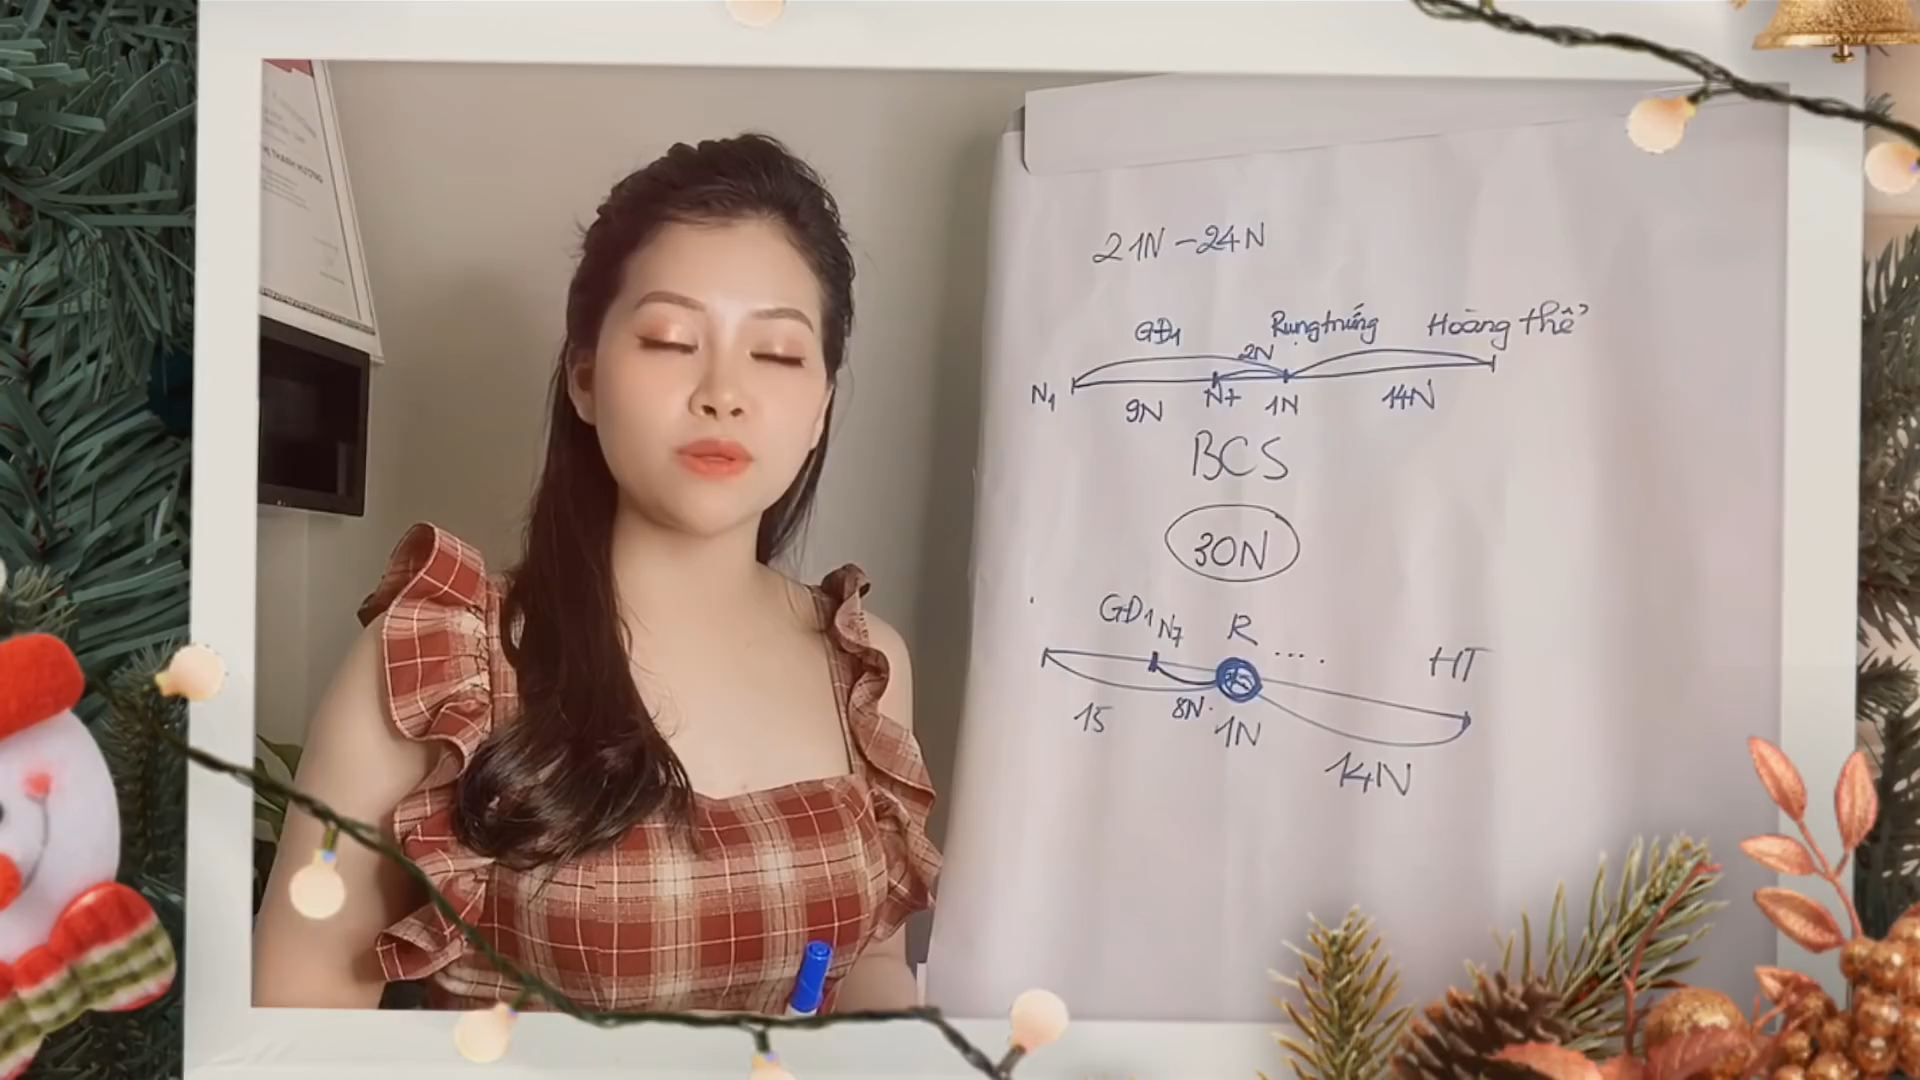 21N - 24N
GĐ1 Rụng trứng Hoàng thể
2N
N1 9N N7 1N 14N
BCS
30N
GĐ1 N7 R .... HT
15 8N. 1N
14N